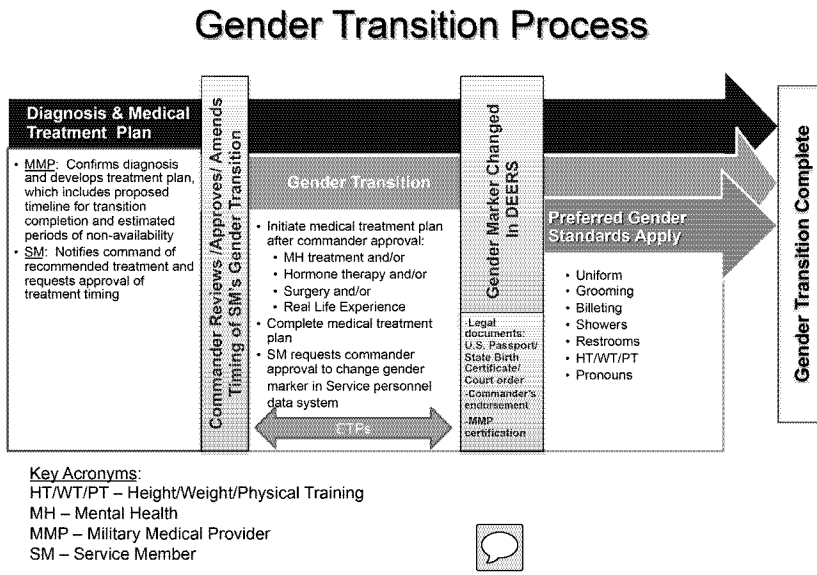 Gender Transition Process
Diagnosis & Medical
Treatment Plan
• MMP: Confirms diagnosis
and develops treatment plan,
which includes proposed
timeline for transition
completion and estimated
periods of non-availability
• SM: Notifies command of
recommended treatment and
requests approval of
treatment timing
Commander Reviews /Approves/ Amends
Timing of SM's Gender Transition
Gender Transition
• Initiate medical treatment plan
after commander approval:
• MH treatment and/or
• Hormone therapy and/or
• Surgery and/or
• Real Life Experience
• Complete medical treatment
plan
• SM requests commander
approval to change gender
marker in Service personnel
data system
ETPs
Gender Marker Changed
In DEERS
-Legal
documents:
U.S. Passport/
State Birth
Certificate/
Court order
-Commander's
endorsement
-MMP
certification
Preferred Gender
Standards Apply
• Uniform
• Grooming
• Billeting
• Showers
• Restrooms
• HT/WT/PT
• Pronouns
Gender Transition Complete
Key Acronyms:
HT/WT/PT – Height/Weight/Physical Training
MH – Mental Health
MMP – Military Medical Provider
SM – Service Member